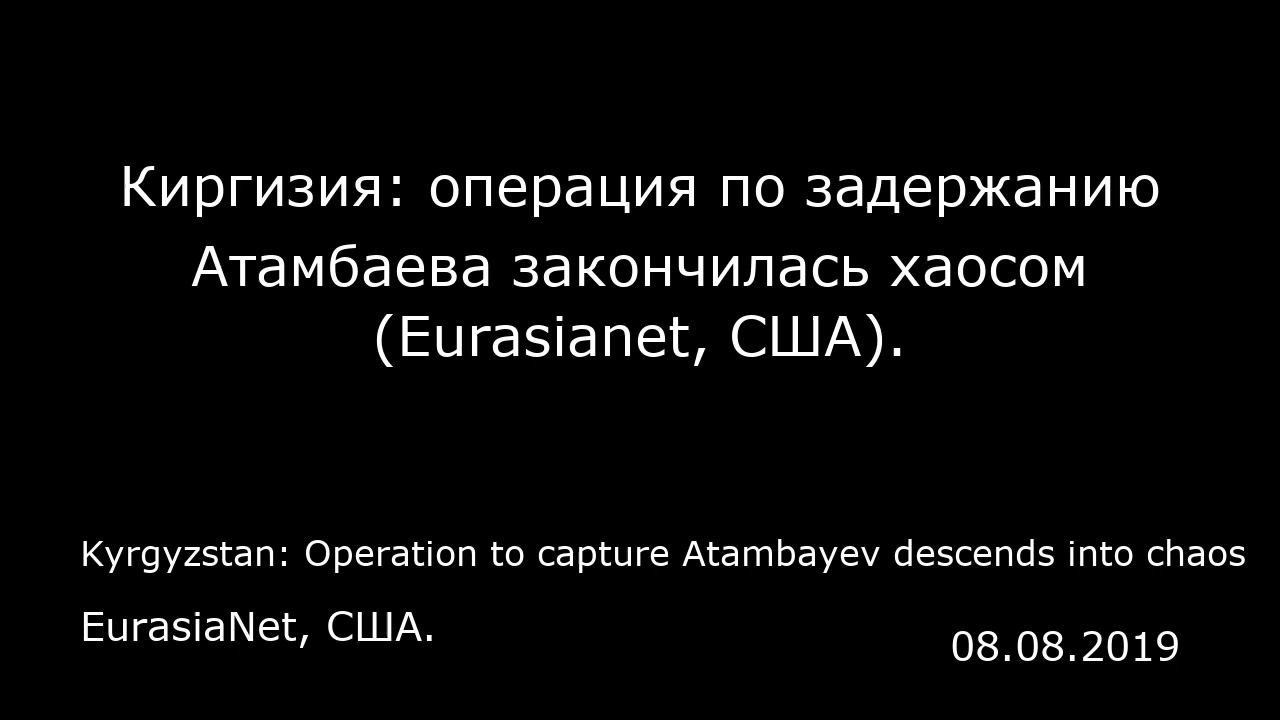 Киргизия: операция по задержанию
Атамбаева закончилась хаосом
(Eurasianet, США).
Kyrgyzstan: Operation to capture Atambayev descends into chaos
EurasiaNet, США.
08.08.2019